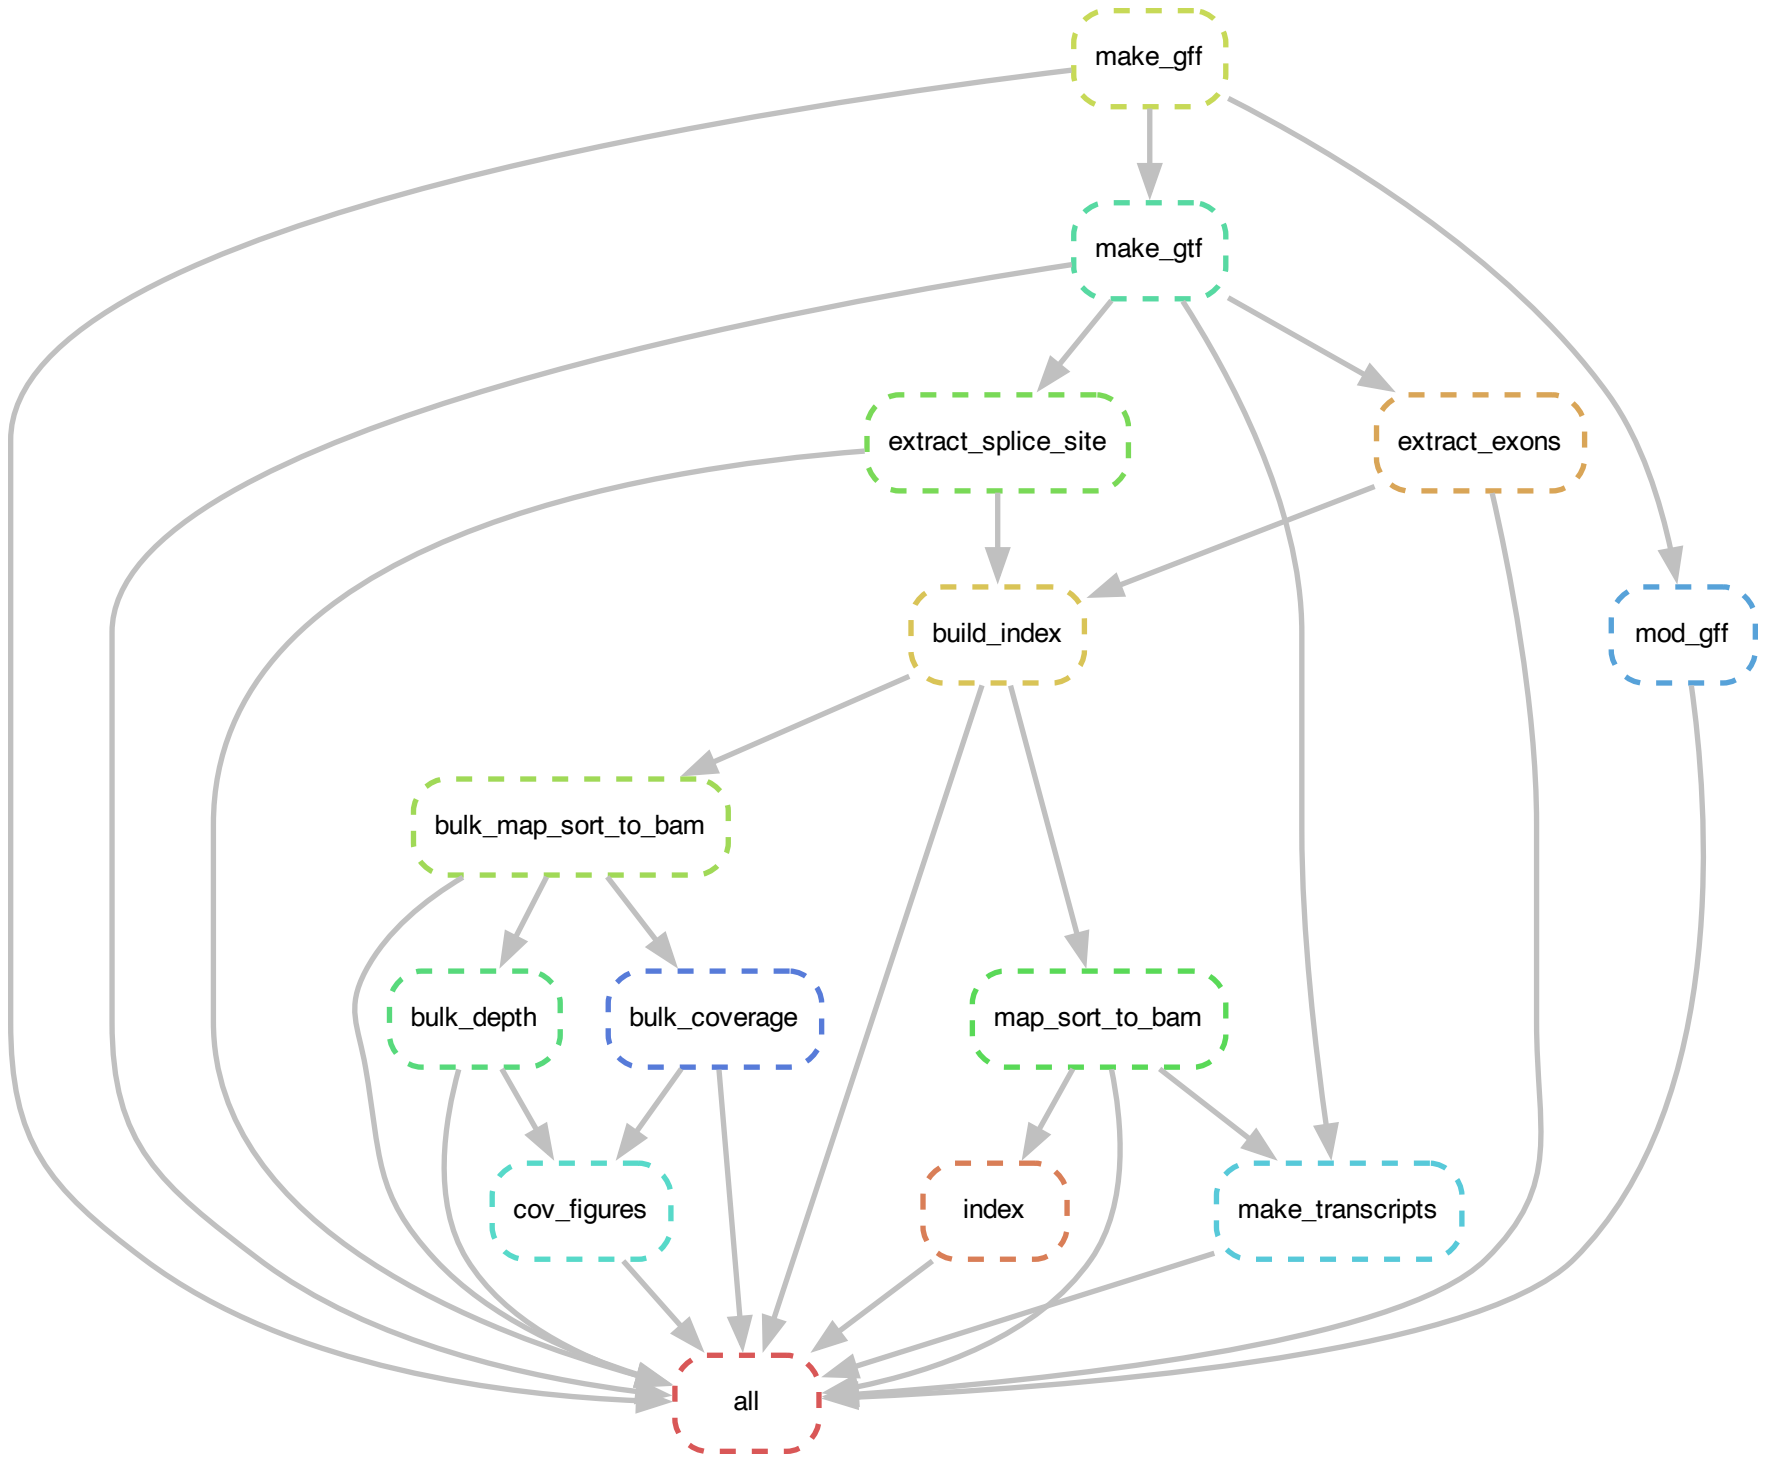 make_gff
make_gtf
extract_splice_site
extract_exons
build_index
mod_gff
bulk_map_sort_to_bam
bulk_depth
bulk_coverage
map_sort_to_bam
cov_figures
index
make_transcripts
all